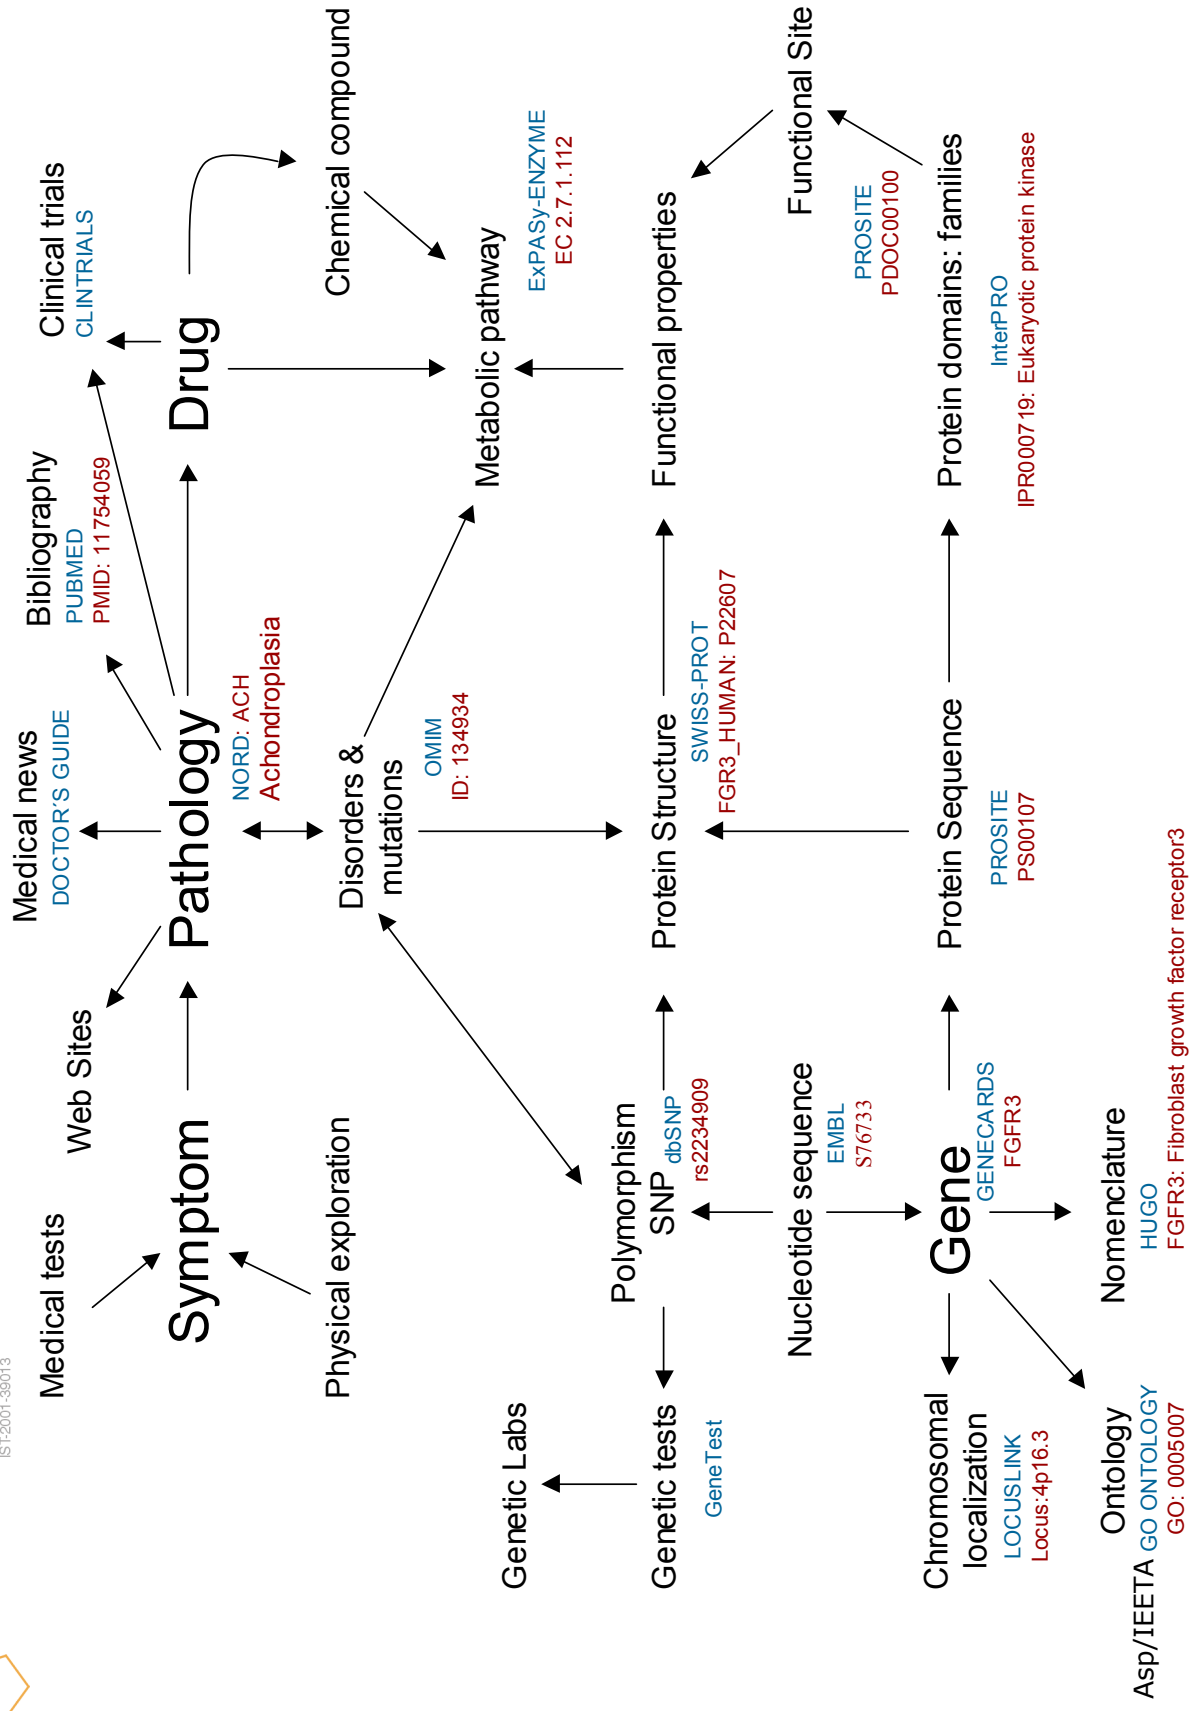 IST-2001-39013
Medical tests
Web Sites
Medical news
DOCTOR´S GUIDE
Bibliography
PUBMED
PMID: 11754059
Clinical trials
CLINTRIALS
Symptom
Pathology
NORD: ACH
Achondroplasia
Drug
Physical exploration
Disorders &
mutations
OMIM
ID: 134934
Chemical compound
Metabolic pathway
ExPASy-ENZYME
EC 2.7.1.112
Genetic Labs
Genetic tests
GeneTest
Polymorphism
SNP
dbSNP
rs2234909
Protein Structure
SWISS-PROT
FGR3_HUMAN: P22607
Functional properties
Functional Site
Nucleotide sequence
EMBL
S76733
Chromosomal
localization
LOCUSLINK
Locus:4p16.3
Gene
GENECARDS
FGFR3
Protein Sequence
PROSITE
PS00107
PROSITE
PDOC00100
Protein domains: families
InterPRO
IPR000719: Eukaryotic protein kinase
Ontology
GO ONTOLOGY
GO: 0005007
Nomenclature
HUGO
FGFR3: Fibroblast growth factor receptor3
Asp/IEETA